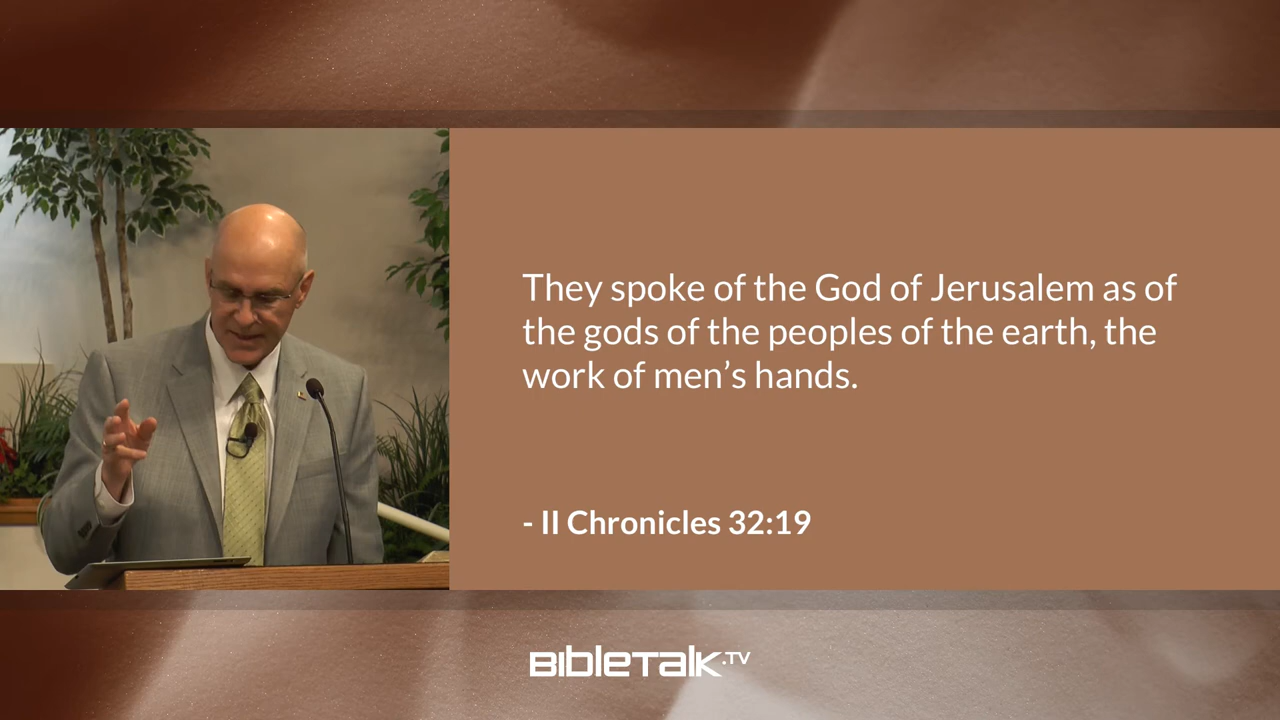 They spoke of the God of Jerusalem as of
the gods of the peoples of the earth, the
work of men’s hands.
- II Chronicles 32:19
BibleTalk.TV